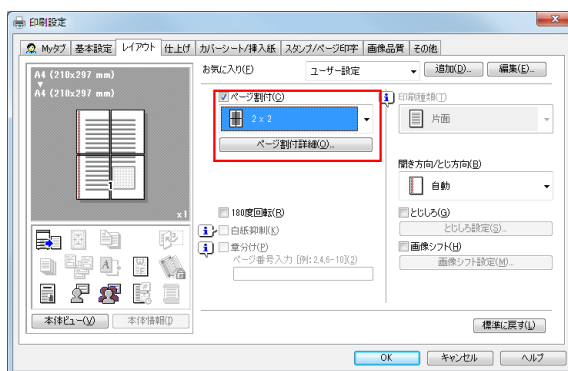 印刷設定
Myタブ 基本設定 レイアウト 仕上げ カバーシート/挿入紙 スタンプ/ページ印字 画像品質 その他
A4 (210x297 mm)
A4 (210x297 mm)
1
x1
本体ビュー(V) 本体情報(I)
お気に入り(F) ユーザー設定 追加(D)... 編集(E)...
ページ割付(C)
2 x 2
ページ割付詳細(O)...
180度回転(R)
白紙抑制(K)
章分け(P)
ページ番号入力 [例: 2,4,6-10](2)
印刷種類(T)
片面
開き方向/とじ方向(B)
自動
とじしろ(G)
とじしろ設定(S)...
画像シフト(H)
画像シフト設定(M)...
標準に戻す(L)
OK キャンセル ヘルプ